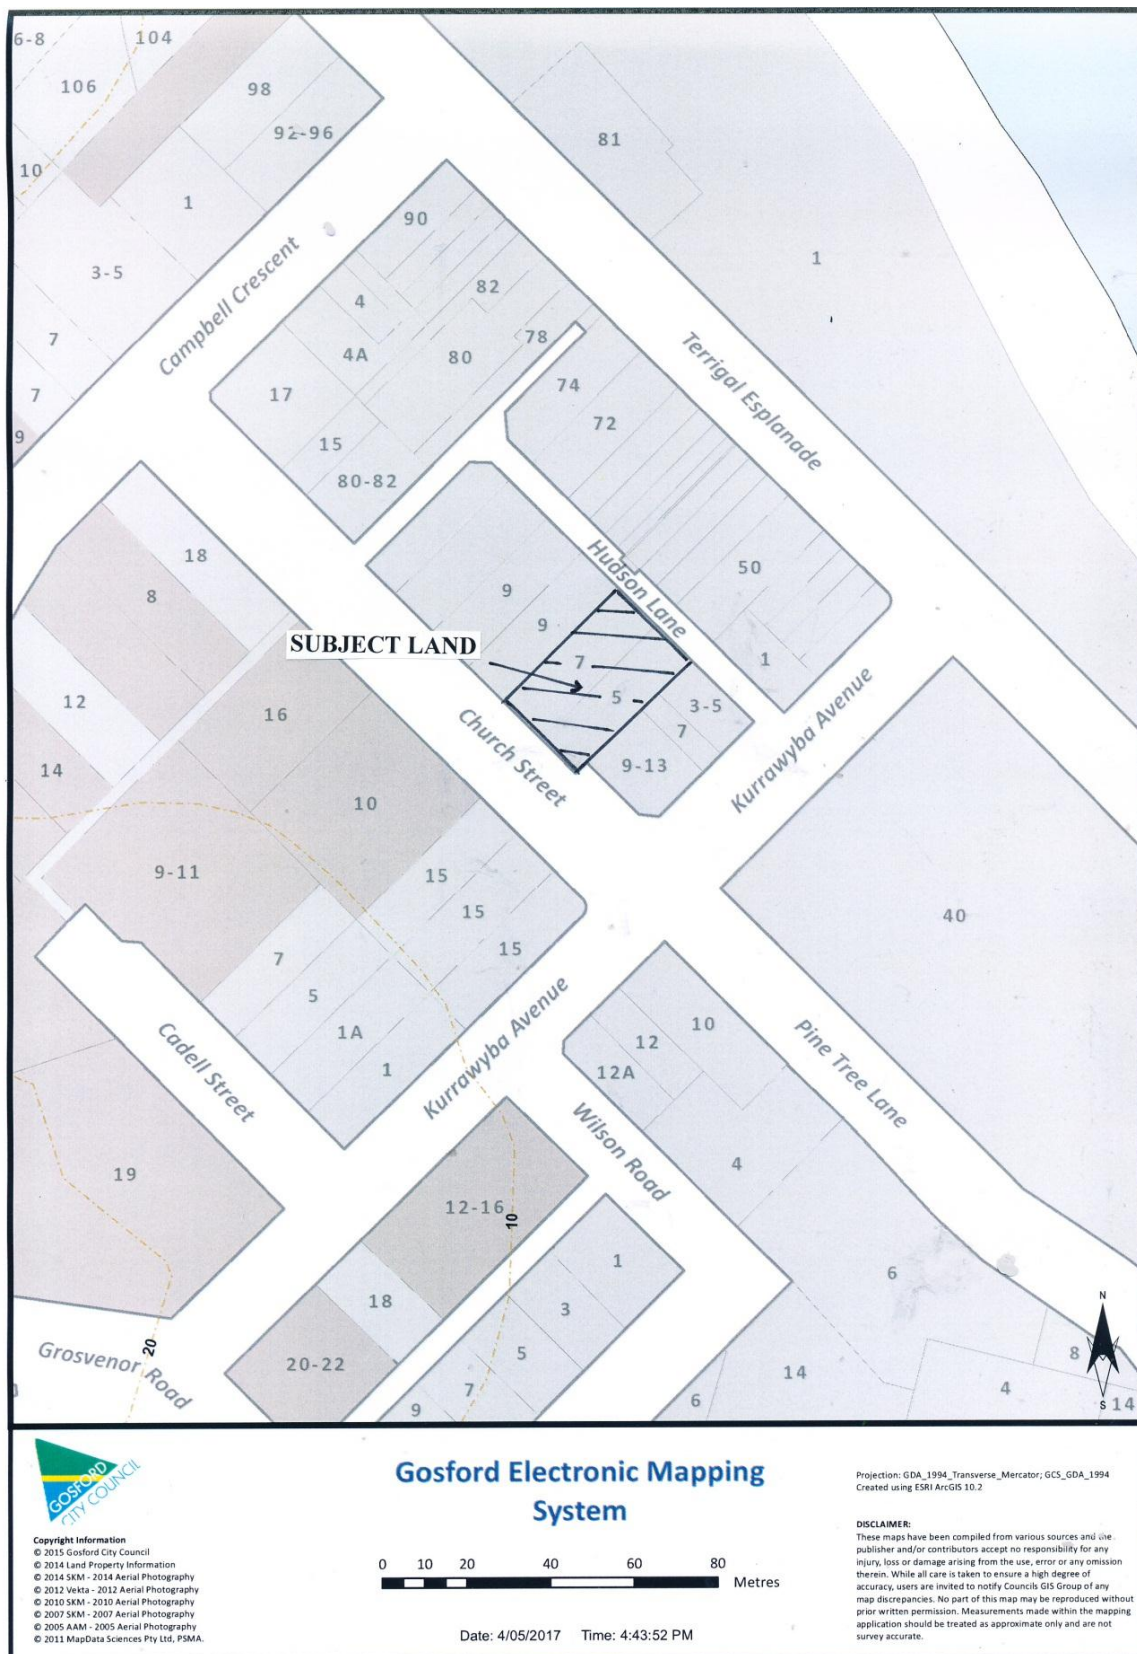 6-8
104
106
98
92-96
81
10
1
90
3-5
1
82
4
7
78
4A
80
74
7
17
72
9
15
80-82
Campbell Crescent
Terrigal Esplanade
18
50
8
9
Hudson Lane
9
SUBJECT LAND
7
1
5
12
16
3-5
7
Church Street
9-13
Kurrawyba Avenue
14
10
9-11
15
15
40
15
7
5
1A
1
Kurrawyba Avenue
10
12
12A
Cadell Street
Pine Tree Lane
Wilson Road
4
19
12-16
10
1
6
18
3
N
20
5
8
Grosvenor Road
20-22
14
7
4
6
9
S
14
GOSFORD
CITY COUNCIL
Gosford Electronic Mapping
System
Copyright Information
© 2015 Gosford City Council
© 2014 Land Property Information
© 2014 SKM - 2014 Aerial Photography
© 2012 Vekta - 2012 Aerial Photography
© 2010 SKM - 2010 Aerial Photography
© 2007 SKM - 2007 Aerial Photography
© 2005 AAM - 2005 Aerial Photography
© 2011 MapData Sciences Pty Ltd, PSMA.
0 10 20 40 60 80
Metres
Date: 4/05/2017 Time: 4:43:52 PM
Projection: GDA_1994_Transverse_Mercator; GCS_GDA_1994
Created using ESRI ArcGIS 10.2
DISCLAIMER:
These maps have been compiled from various sources and the
publisher and/or contributors accept no responsibility for any
injury, loss or damage arising from the use, error or any omission
therein. While all care is taken to ensure a high degree of
accuracy, users are invited to notify Councils GIS Group of any
map discrepancies. No part of this map may be reproduced without
prior written permission. Measurements made within the mapping
application should be treated as approximate only and are not
survey accurate.